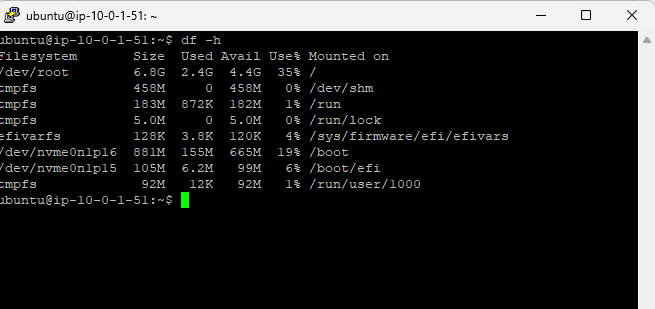 ubuntu@ip-10-0-1-51: ~
ubuntu@ip-10-0-1-51:~$ df -h
Filesystem       Size  Used Avail Use% Mounted on
/dev/root        6.8G  2.4G  4.4G  35% /
tmpfs            458M     0  458M   0% /dev/shm
tmpfs            183M  872K  182M   1% /run
tmpfs            5.0M     0  5.0M   0% /run/lock
efivarfs         128K  3.8K  120K   4% /sys/firmware/efi/efivars
/dev/nvme0n1p16  881M  155M  665M  19% /boot
/dev/nvme0n1p15  105M  6.2M   99M   6% /boot/efi
tmpfs             92M   12K   92M   1% /run/user/1000
ubuntu@ip-10-0-1-51:~$